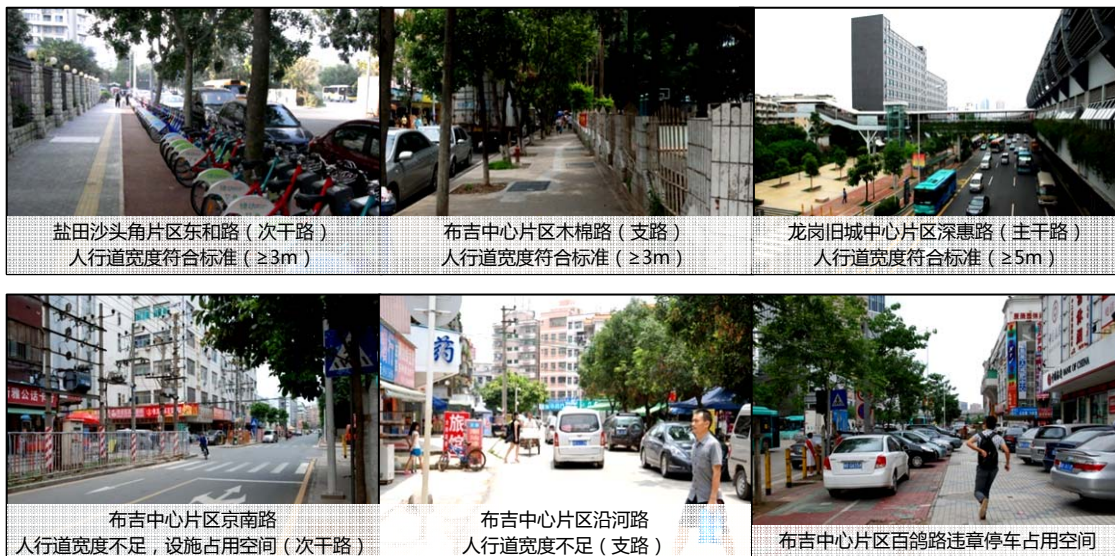 盐田沙头角片区东和路（次干路）
人行道宽度符合标准（≥3m）
布吉中心片区木棉路（支路）
人行道宽度符合标准（≥3m）
龙岗旧城中心片区深惠路（主干路）
人行道宽度符合标准（≥5m）
药
旅馆
布吉中心片区京南路
人行道宽度不足，设施占用空间（次干路）
布吉中心片区沿河路
人行道宽度不足（支路）
BANK OF CHINA
布吉中心片区百鸽路违章停车占用空间